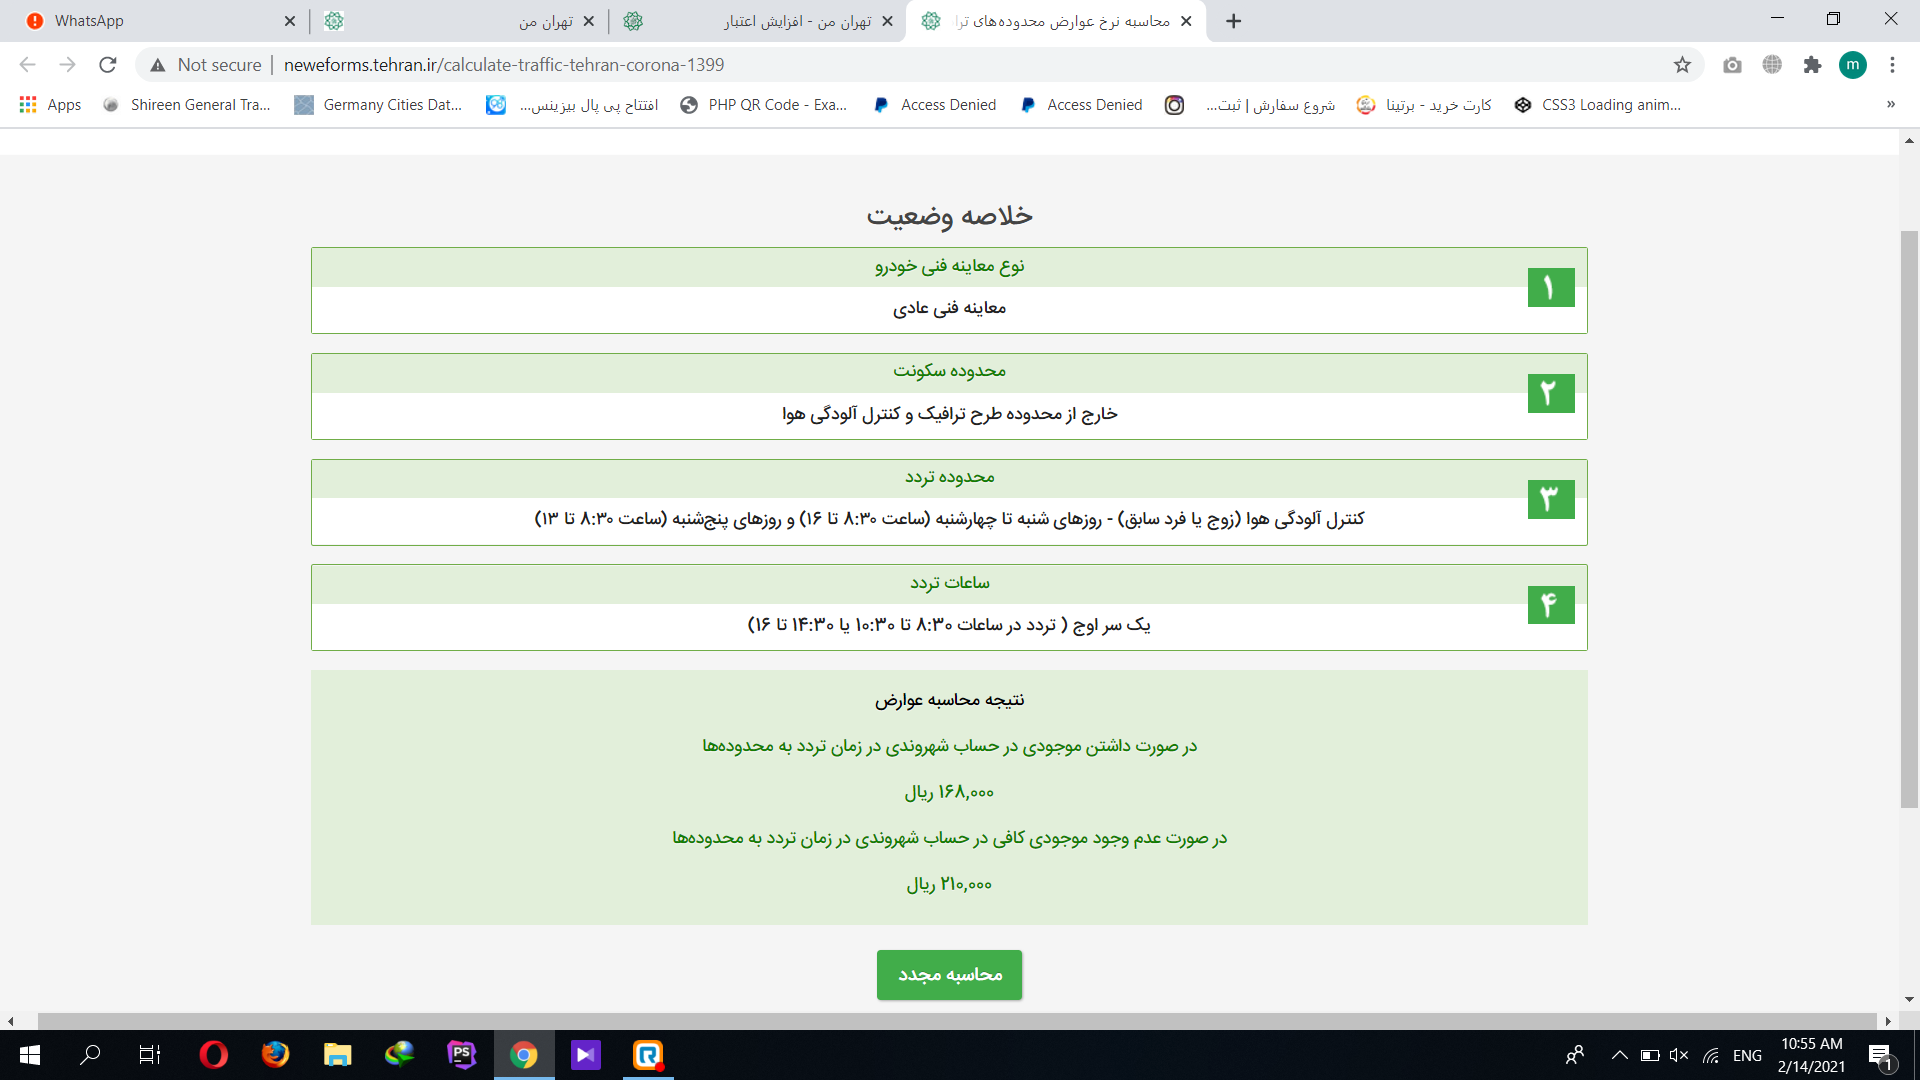 WhatsApp
تهران من
تهران من - افزایش اعتبار
محاسبه نرخ عوارض محدوده‌های ترا
Not secure
neweforms.tehran.ir/calculate-traffic-tehran-corona-1399
m
Apps
Shireen General Tra...
Germany Cities Dat...
افتتاح پی پال بیزینس...
PHP QR Code - Exa...
Access Denied
Access Denied
شروع سفارش | ثبت...
کارت خرید - برتینا
CSS3 Loading anim...
»
خلاصه وضعیت
نوع معاینه فنی خودرو
۱
معاینه فنی عادی
محدوده سکونت
۲
خارج از محدوده طرح ترافیک و کنترل آلودگی هوا
محدوده تردد
۳
کنترل آلودگی هوا (زوج یا فرد سابق) - روزهای شنبه تا چهارشنبه (ساعت ۸:۳۰ تا ۱۶) و روزهای پنج‌شنبه (ساعت ۸:۳۰ تا ۱۳)
ساعات تردد
۴
یک سر اوج ( تردد در ساعات ۸:۳۰ تا ۱۰:۳۰ یا ۱۴:۳۰ تا ۱۶)
نتیجه محاسبه عوارض
در صورت داشتن موجودی در حساب شهروندی در زمان تردد به محدوده‌ها
۱۶۸,۰۰۰ ریال
در صورت عدم وجود موجودی کافی در حساب شهروندی در زمان تردد به محدوده‌ها
۲۱۰,۰۰۰ ریال
محاسبه مجدد
PS
ENG
10:55 AM
2/14/2021
1